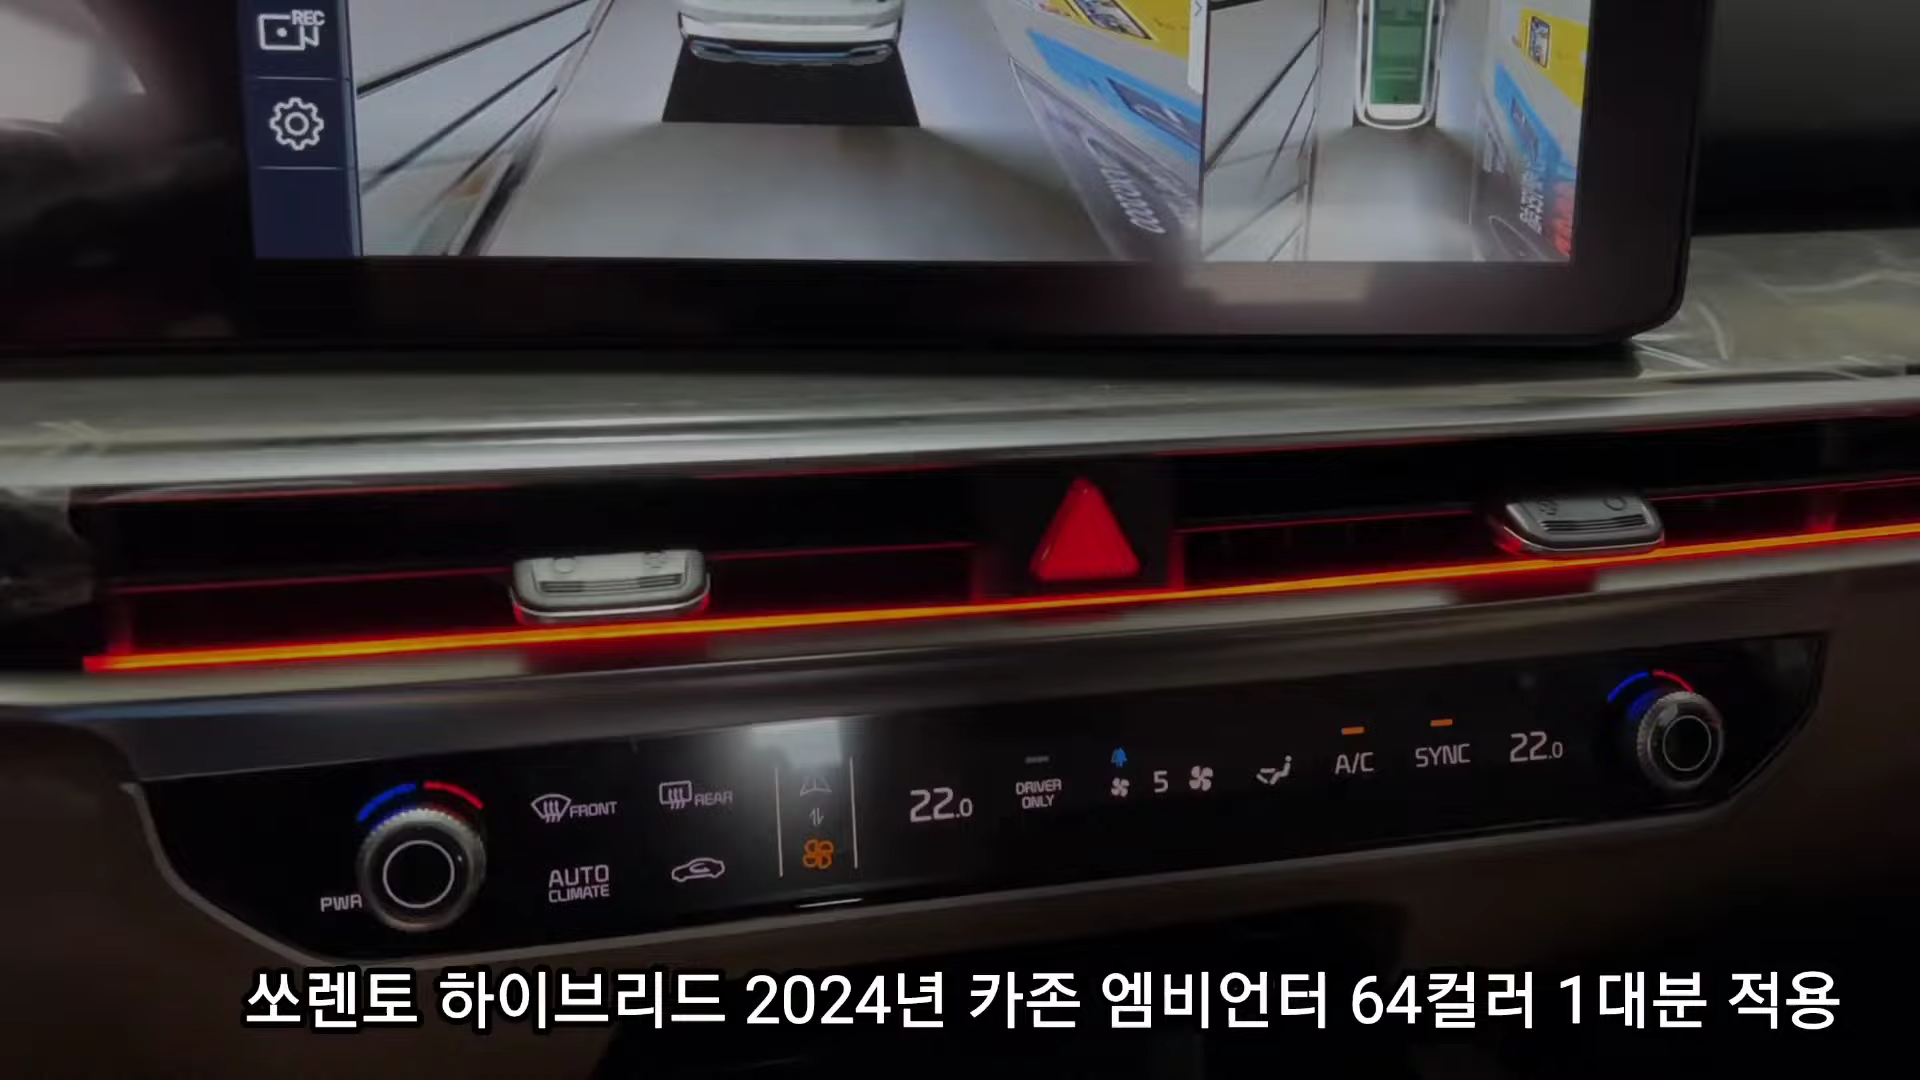 REC
FRONT
REAR
AUTO
CLIMATE
PWR
22.0
DRIVER
ONLY
5
A/C
SYNC
22.0
쏘렌토 하이브리드 2024년 카존 엠비언터 64컬러 1대분 적용